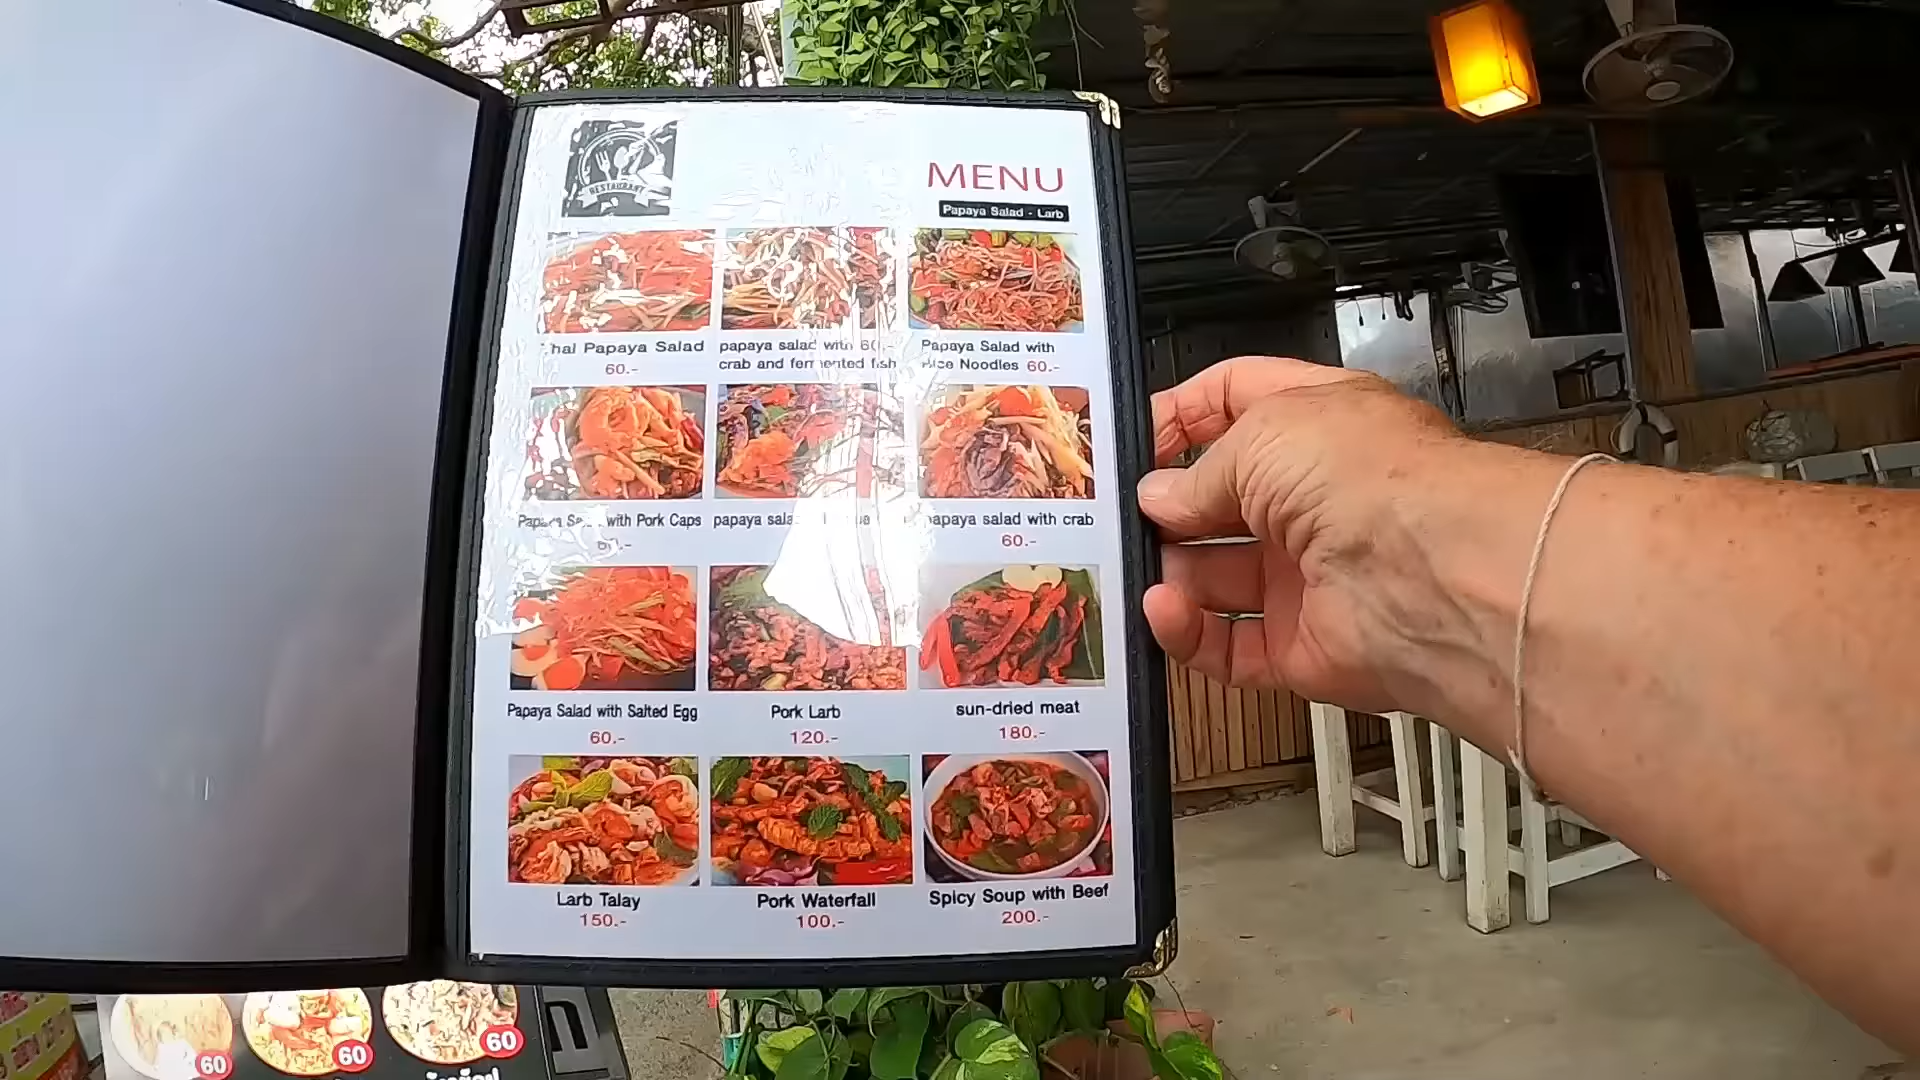 RESTAURANT
MENU
Papaya Salad - Larb
Papaya Salad
60.-
papaya salad with 60.-
crab and fermented fish
Papaya Salad with
Rice Noodles 60.-
with Pork Caps
papaya
papaya salad with crab
60.-
Papaya Salad with Salted Egg
60.-
Pork Larb
120.-
sun-dried meat
180.-
Larb Talay
150.-
Pork Waterfall
100.-
Spicy Soup with Beef
200.-
60
60
60